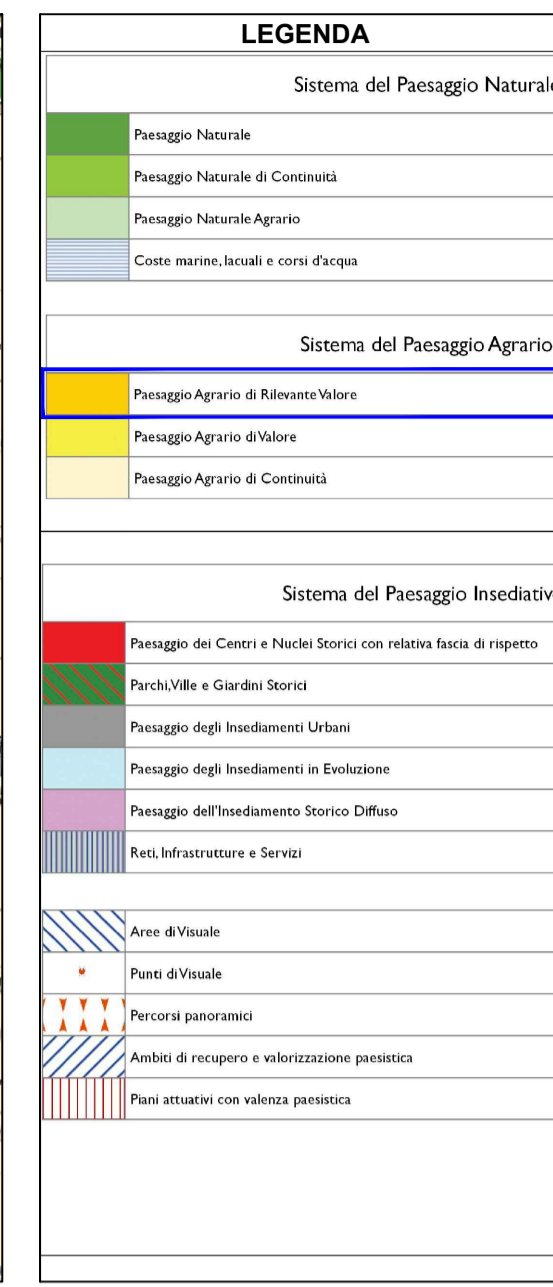 LEGENDA
Sistema del Paesaggio Naturale
Paesaggio Naturale
Paesaggio Naturale di Continuità
Paesaggio Naturale Agrario
Coste marine, lacuali e corsi d'acqua
Sistema del Paesaggio Agrario
Paesaggio Agrario di Rilevante Valore
Paesaggio Agrario di Valore
Paesaggio Agrario di Continuità
Sistema del Paesaggio Insediativ
Paesaggio dei Centri e Nuclei Storici con relativa fascia di rispetto
Parchi, Ville e Giardini Storici
Paesaggio degli Insediamenti Urbani
Paesaggio degli Insediamenti in Evoluzione
Paesaggio dell'Insediamento Storico Diffuso
Reti, Infrastrutture e Servizi
Aree di Visuale
Punti di Visuale
Percorsi panoramici
Ambiti di recupero e valorizzazione paesistica
Piani attuativi con valenza paesistica